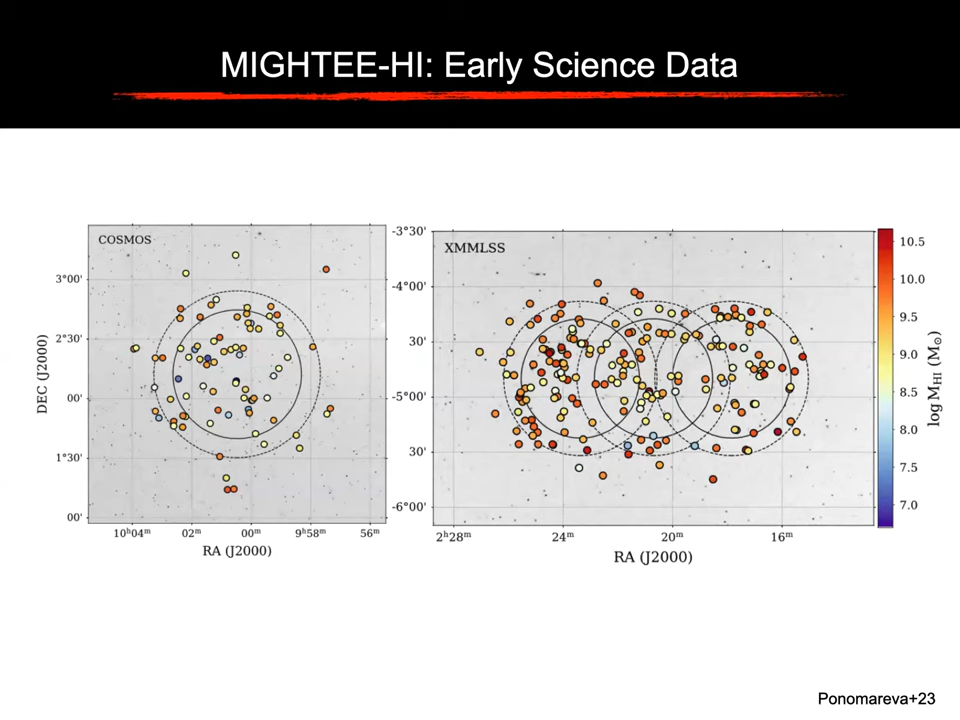 MIGHTEE-HI: Early Science Data
COSMOS
3°00'
2°30'
00'
1°30'
00'
DEC (J2000)
10ʰ04ᵐ 02ᵐ 00ᵐ 9ʰ58ᵐ 56ᵐ
RA (J2000)
XMMLSS
-3°30'
-4°00'
30'
-5°00'
30'
-6°00'
2ʰ28ᵐ 24ᵐ 20ᵐ 16ᵐ
RA (J2000)
10.5
10.0
9.5
9.0
8.5
8.0
7.5
7.0
log M_HI (M_⊙)
Ponomareva+23